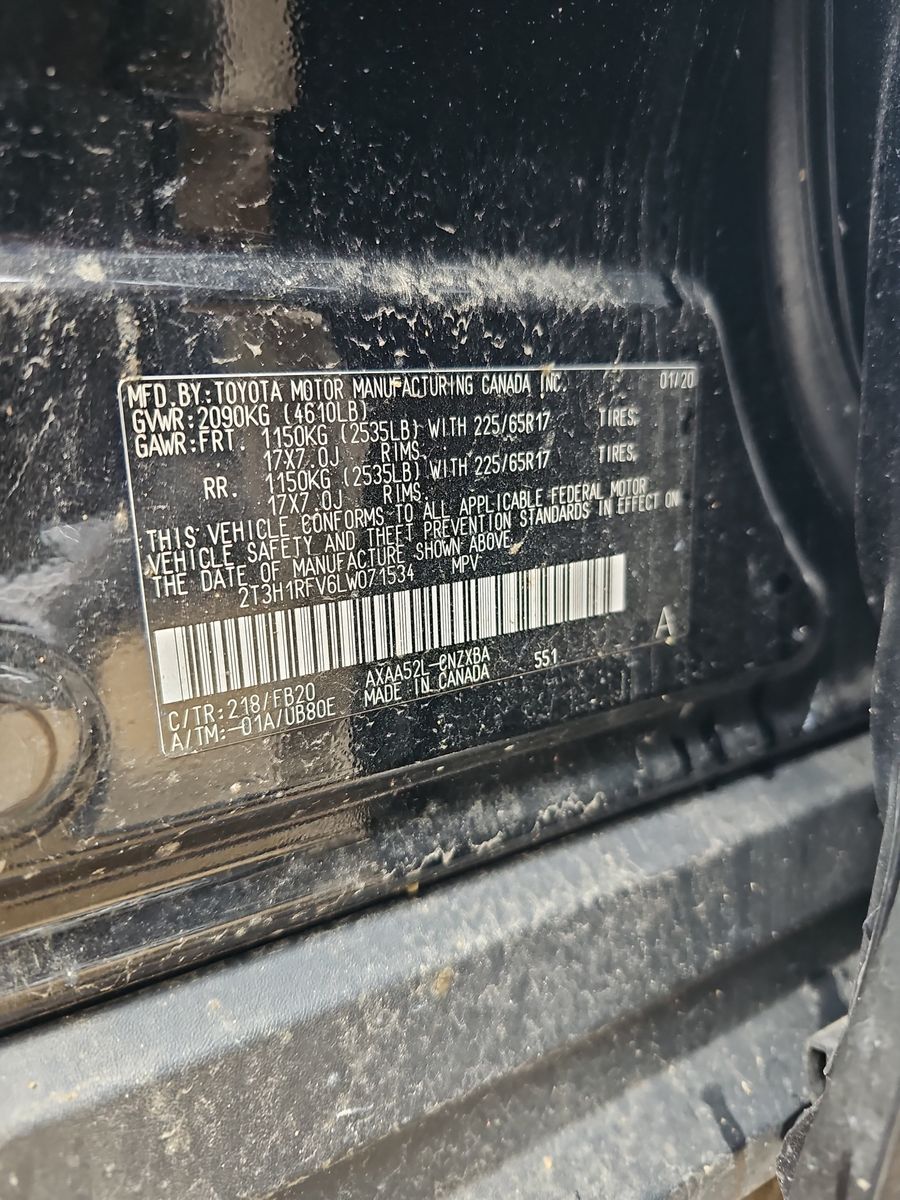 MFD.BY:TOYOTA MOTOR MANUFACTURING CANADA INC. 01/20
GVWR:2090KG (4610LB)
GAWR:FRT. 1150KG (2535LB) WITH 225/65R17 TIRES,
17X7.0J RIMS.
RR. 1150KG (2535LB) WITH 225/65R17 TIRES,
17X7.0J RIMS.
THIS VEHICLE CONFORMS TO ALL APPLICABLE FEDERAL MOTOR
VEHICLE SAFETY AND THEFT PREVENTION STANDARDS IN EFFECT ON
THE DATE OF MANUFACTURE SHOWN ABOVE.
2T3H1RFV6LW071534 MPV
A
C/TR:218/FB20 AXAA52L-CNZXBA 551
A/TM:-01A/UB80E MADE IN CANADA